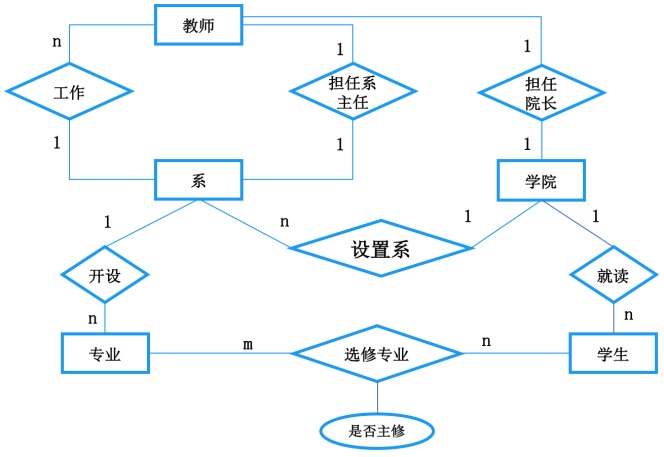 教师
n
1
1
工作
担任系
主任
担任
院长
1
1
1
系
学院
1
n
1
1
设置系
开设
就读
n
n
专业
m
选修专业
n
学生
是否主修